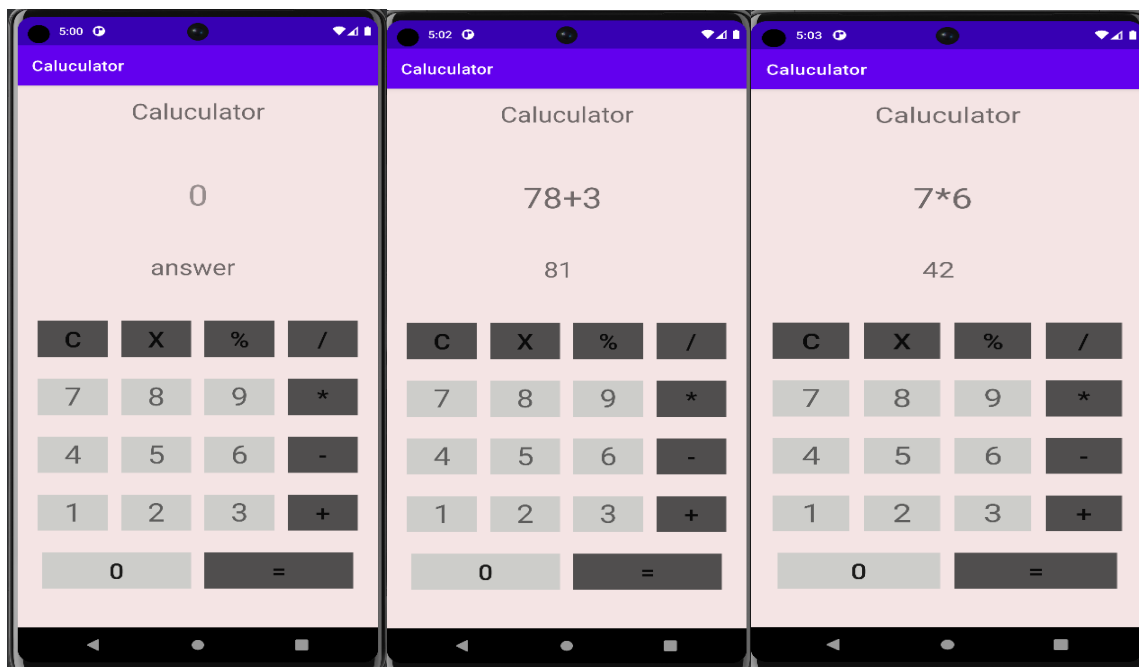 5:00
Caluculator
Caluculator
0
answer
C X % /
7 8 9 *
4 5 6 -
1 2 3 +
0 =
5:02
Caluculator
Caluculator
78+3
81
C X % /
7 8 9 *
4 5 6 -
1 2 3 +
0 =
5:03
Caluculator
Caluculator
7*6
42
C X % /
7 8 9 *
4 5 6 -
1 2 3 +
0 =